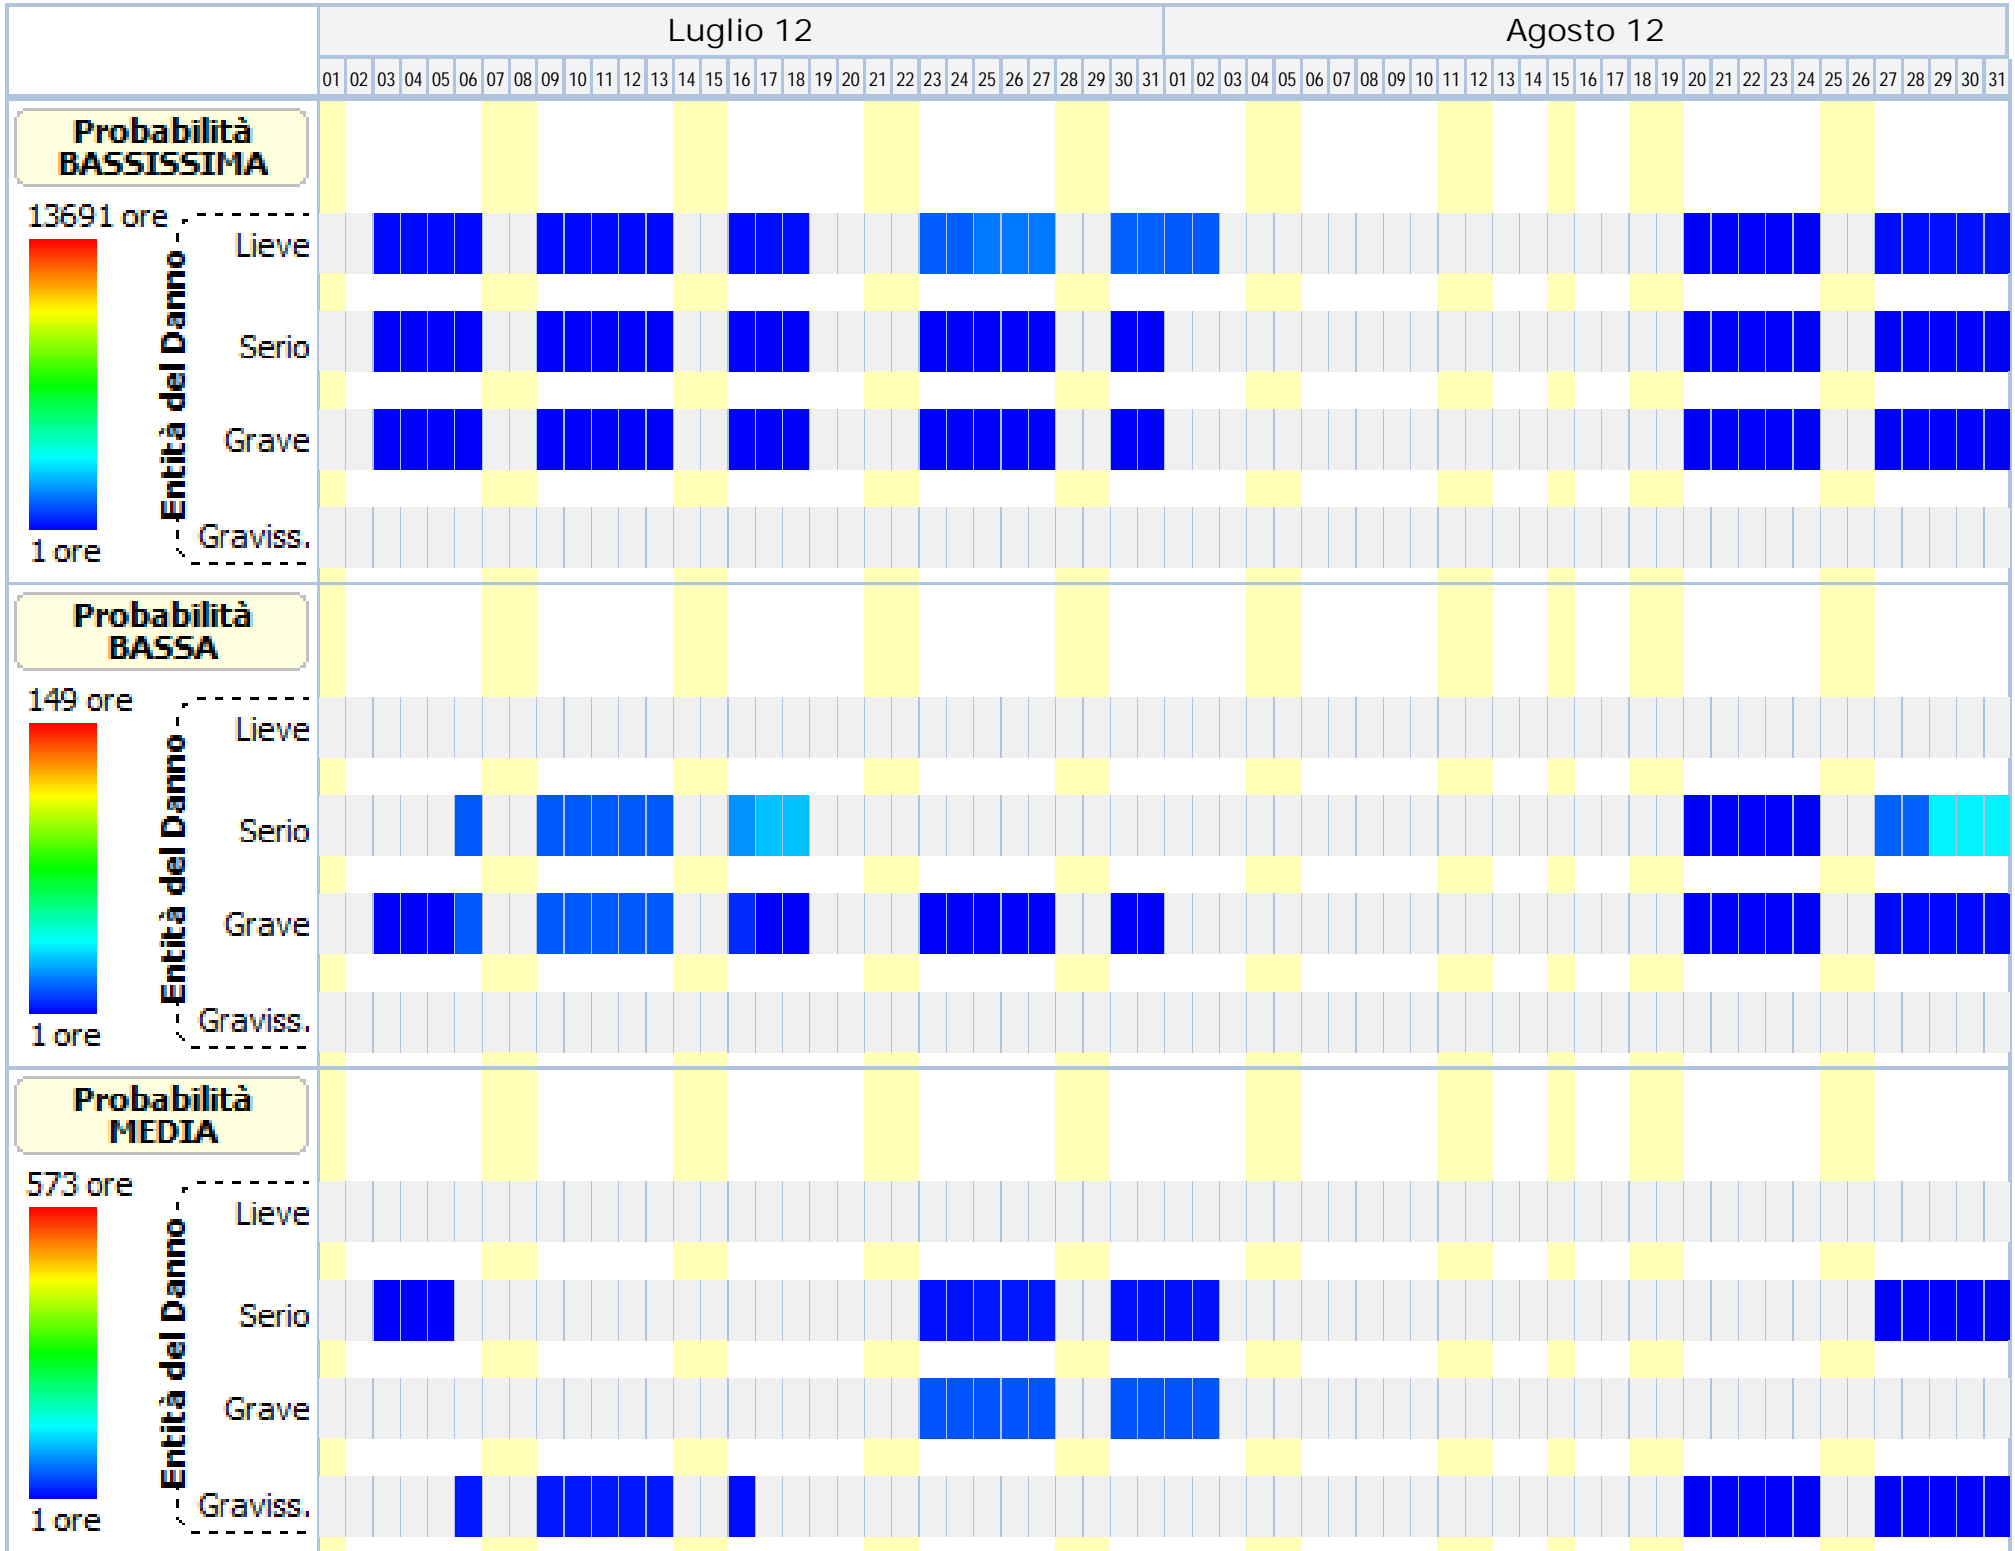 Luglio 12 Agosto 12
01 02 03 04 05 06 07 08 09 10 11 12 13 14 15 16 17 18 19 20 21 22 23 24 25 26 27 28 29 30 31 01 02 03 04 05 06 07 08 09 10 11 12 13 14 15 16 17 18 19 20 21 22 23 24 25 26 27 28 29 30 31
Probabilità
BASSISSIMA
13691 ore
Entità del Danno
Lieve
Serio
Grave
Graviss.
1 ore
Probabilità
BASSA
149 ore
Entità del Danno
Lieve
Serio
Grave
Graviss.
1 ore
Probabilità
MEDIA
573 ore
Entità del Danno
Lieve
Serio
Grave
Graviss.
1 ore